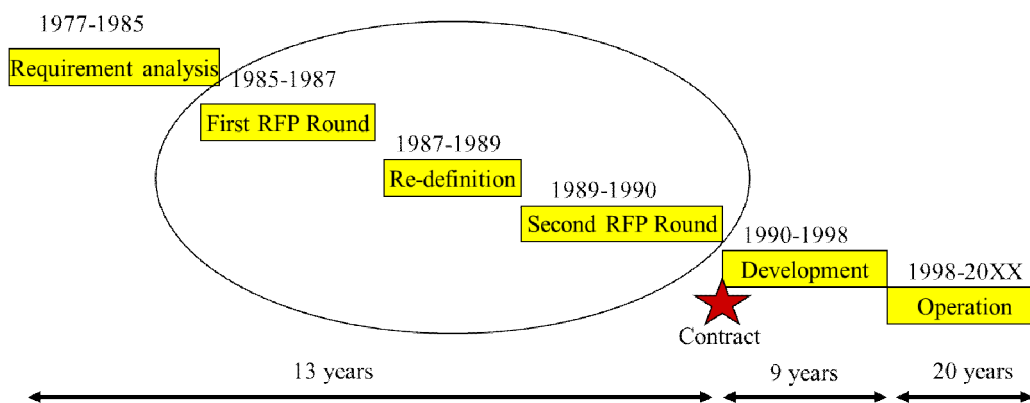 1977-1985
Requirement analysis
1985-1987
First RFP Round
1987-1989
Re-definition
1989-1990
Second RFP Round
1990-1998
Development
1998-20XX
Operation
Contract
13 years
9 years
20 years